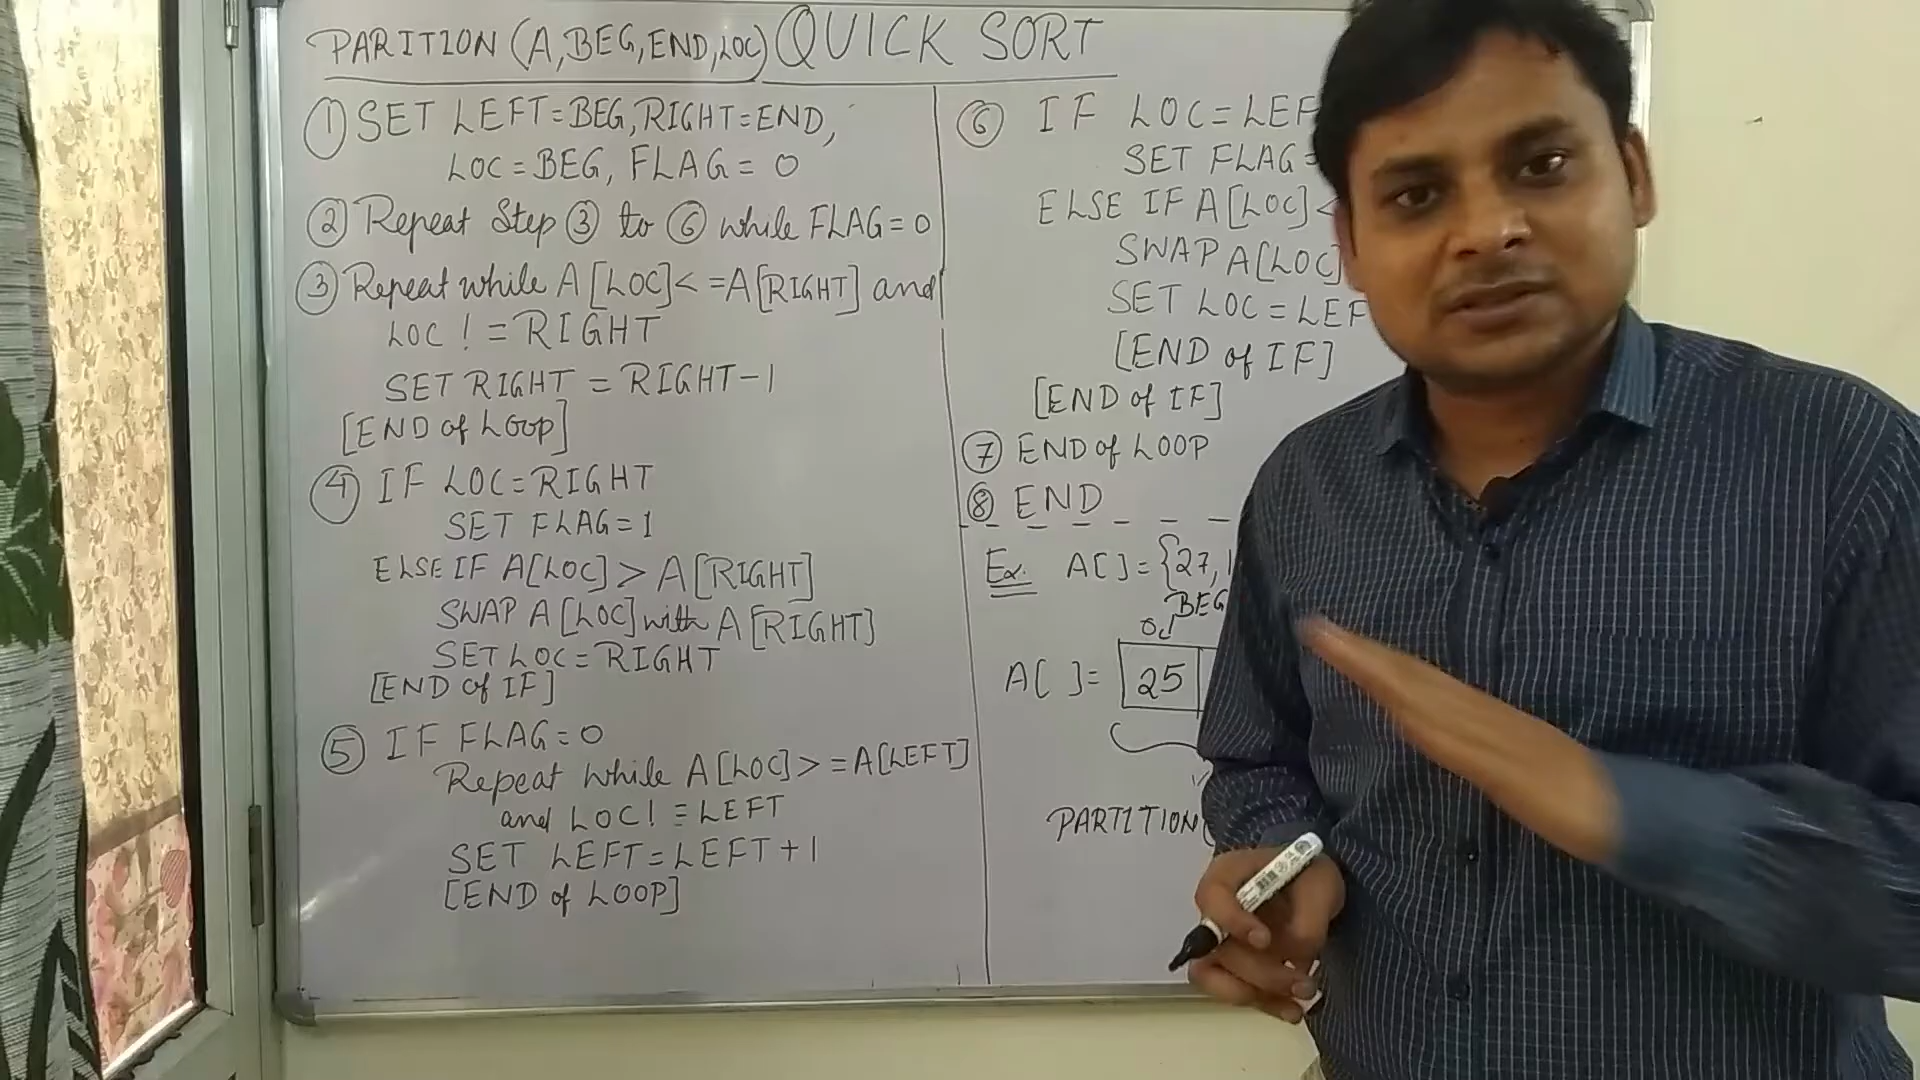 PARITION (A, BEG, END, LOC) QUICK SORT
① SET LEFT = BEG, RIGHT = END,
LOC = BEG, FLAG = 0
② Repeat Step ③ to ⑥ while FLAG = 0
③ Repeat while A[LOC] < = A[RIGHT] and
LOC ! = RIGHT
SET RIGHT = RIGHT - 1
[END of LOOP]
④ IF LOC = RIGHT
SET FLAG = 1
ELSE IF A[LOC] > A[RIGHT]
SWAP A[LOC] with A[RIGHT]
SET LOC = RIGHT
[END of IF]
⑤ IF FLAG = 0
Repeat while A[LOC] > = A[LEFT]
and LOC ! = LEFT
SET LEFT = LEFT + 1
[END of LOOP]
⑥ IF LOC = LEF
SET FLAG =
ELSE IF A[LOC] <
SWAP A[LOC]
SET LOC = LEF
[END of IF]
[END of IF]
⑦ END of LOOP
⑧ END
Ex. A[ ] = {27, 1
BEG
0
A[ ] = 25
PARTITION (